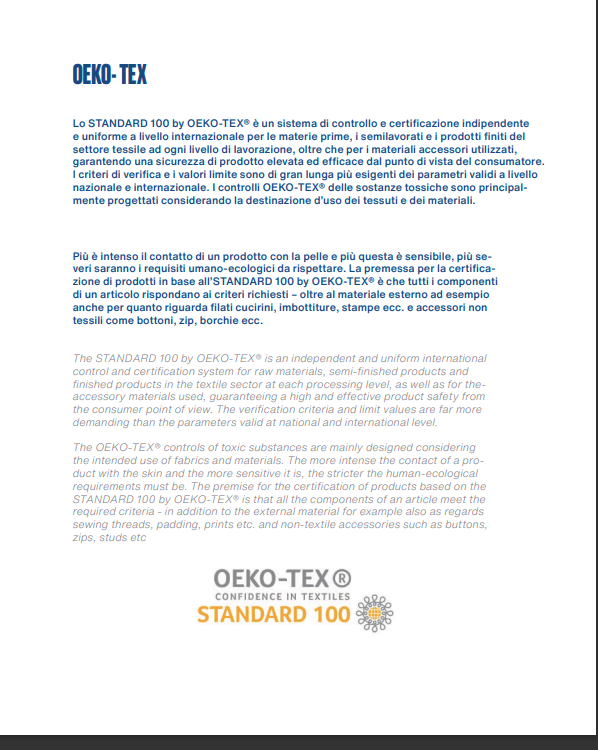 OEKO- TEX
Lo STANDARD 100 by OEKO-TEX® è un sistema di controllo e certificazione indipendente
e uniforme a livello internazionale per le materie prime, i semilavorati e i prodotti finiti del
settore tessile ad ogni livello di lavorazione, oltre che per i materiali accessori utilizzati,
garantendo una sicurezza di prodotto elevata ed efficace dal punto di vista del consumatore.
I criteri di verifica e i valori limite sono di gran lunga più esigenti dei parametri validi a livello
nazionale e internazionale. I controlli OEKO-TEX® delle sostanze tossiche sono principal-
mente progettati considerando la destinazione d'uso dei tessuti e dei materiali.
Più è intenso il contatto di un prodotto con la pelle e più questa è sensibile, più se-
veri saranno i requisiti umano-ecologici da rispettare. La premessa per la certifica-
zione di prodotti in base all'STANDARD 100 by OEKO-TEX® è che tutti i componenti
di un articolo rispondano ai criteri richiesti – oltre al materiale esterno ad esempio
anche per quanto riguarda filati cucirini, imbottiture, stampe ecc. e accessori non
tessili come bottoni, zip, borchie ecc.
The STANDARD 100 by OEKO-TEX® is an independent and uniform international
control and certification system for raw materials, semi-finished products and
finished products in the textile sector at each processing level, as well as for the-
accessory materials used, guaranteeing a high and effective product safety from
the consumer point of view. The verification criteria and limit values are far more
demanding than the parameters valid at national and international level.
The OEKO-TEX® controls of toxic substances are mainly designed considering
the intended use of fabrics and materials. The more intense the contact of a pro-
duct with the skin and the more sensitive it is, the stricter the human-ecological
requirements must be. The premise for the certification of products based on the
STANDARD 100 by OEKO-TEX® is that all the components of an article meet the
required criteria - in addition to the external material for example also as regards
sewing threads, padding, prints etc. and non-textile accessories such as buttons,
zips, studs etc
OEKO-TEX®
CONFIDENCE IN TEXTILES
STANDARD 100